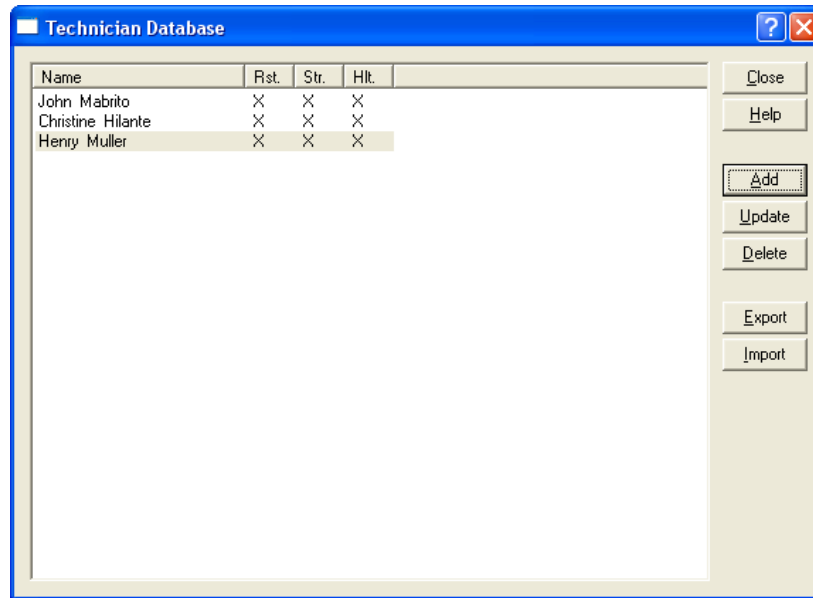 Technician Database
Name Rst. Str. Hlt.
John Mabrito X X X
Christine Hilante X X X
Henry Muller X X X
Close
Help
Add
Update
Delete
Export
Import